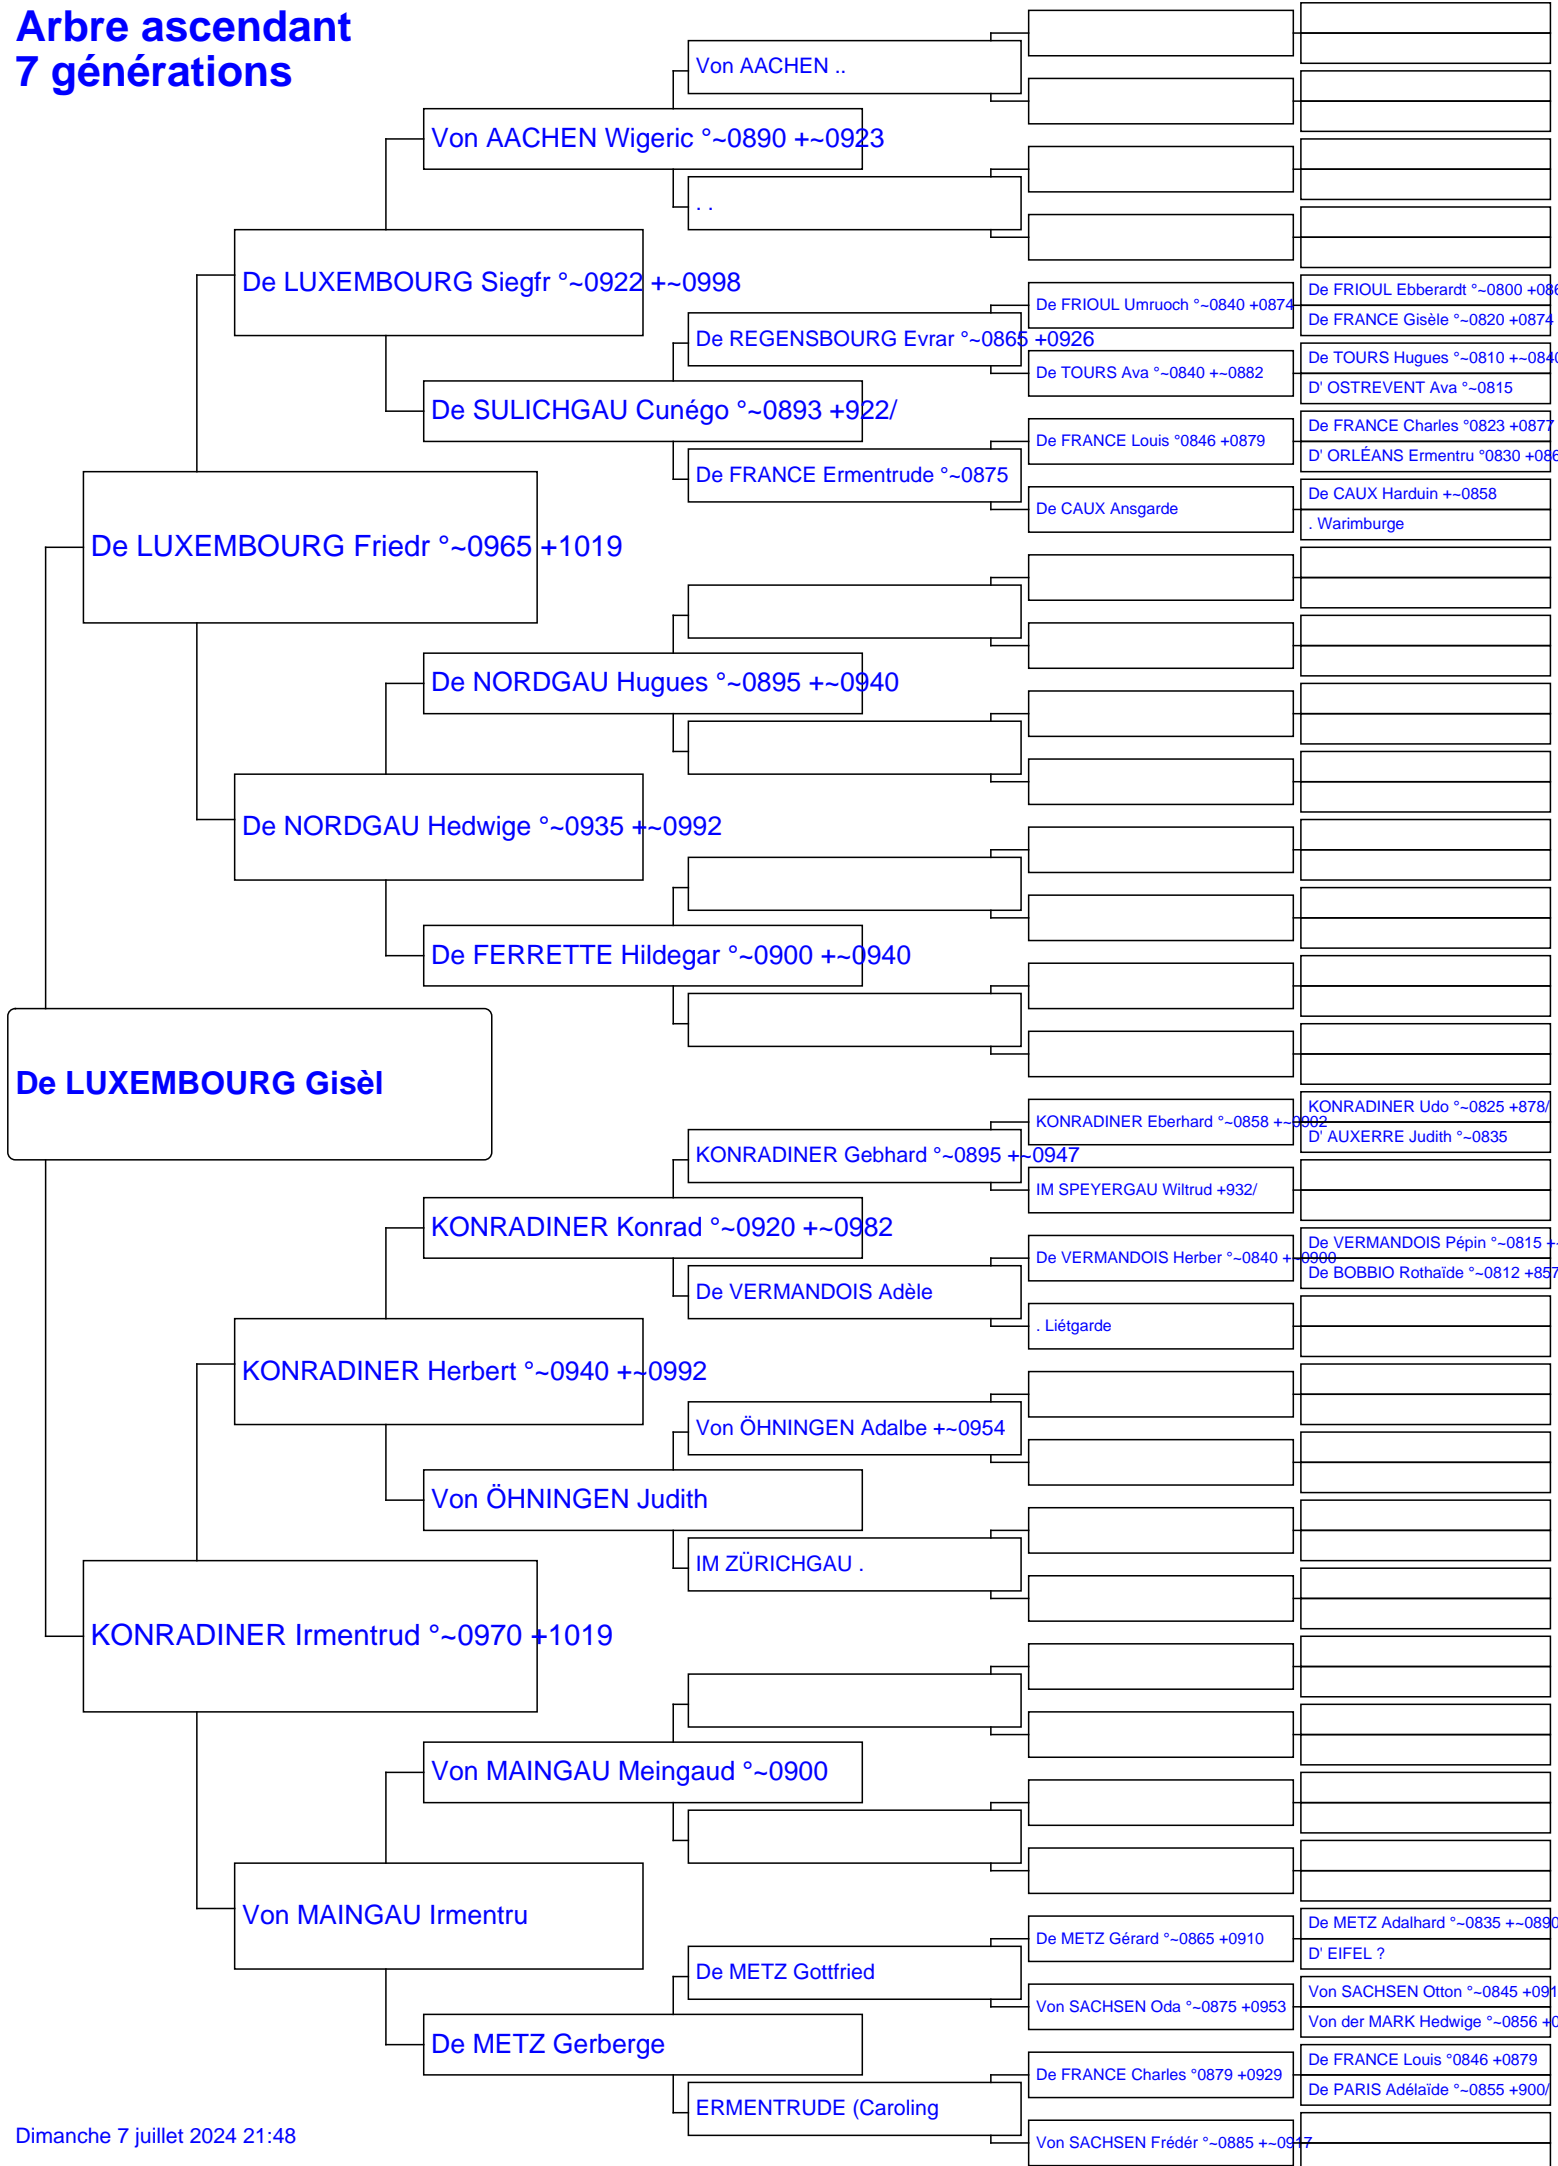 Arbre ascendant
7 générations
Von AACHEN ..
Von AACHEN Wigeric °~0890 +~0923
. .
De LUXEMBOURG Siegfr °~0922 +~0998
De FRIOUL Umruoch °~0840 +0874
De FRIOUL Ebberardt °~0800 +086
De FRANCE Gisèle °~0820 +0874
De REGENSBOURG Evrar °~0865 +0926
De TOURS Ava °~0840 +~0882
De TOURS Hugues °~0810 +~0840
D' OSTREVENT Ava °~0815
De SULICHGAU Cunégo °~0893 +922/
De FRANCE Louis °0846 +0879
De FRANCE Charles °0823 +0877
D' ORLÉANS Ermentru °0830 +086
De FRANCE Ermentrude °~0875
De CAUX Ansgarde
De CAUX Harduin +~0858
. Warimburge
De LUXEMBOURG Friedr °~0965 +1019
De NORDGAU Hugues °~0895 +~0940
De NORDGAU Hedwige °~0935 +~0992
De FERRETTE Hildegar °~0900 +~0940
De LUXEMBOURG Gisèl
KONRADINER Eberhard °~0858 +~0902
KONRADINER Udo °~0825 +878/
D' AUXERRE Judith °~0835
KONRADINER Gebhard °~0895 +~0947
IM SPEYERGAU Wiltrud +932/
KONRADINER Konrad °~0920 +~0982
De VERMANDOIS Herber °~0840 +~0900
De VERMANDOIS Pépin °~0815 +~
De BOBBIO Rothaïde °~0812 +857
De VERMANDOIS Adèle
. Liétgarde
KONRADINER Herbert °~0940 +~0992
Von ÖHNINGEN Adalbe +~0954
Von ÖHNINGEN Judith
IM ZÜRICHGAU .
KONRADINER Irmentrud °~0970 +1019
Von MAINGAU Meingaud °~0900
Von MAINGAU Irmentru
De METZ Gérard °~0865 +0910
De METZ Adalhard °~0835 +~0890
D' EIFEL ?
De METZ Gottfried
Von SACHSEN Oda °~0875 +0953
Von SACHSEN Otton °~0845 +091
Von der MARK Hedwige °~0856 +0
De METZ Gerberge
De FRANCE Charles °0879 +0929
De FRANCE Louis °0846 +0879
De PARIS Adélaïde °~0855 +900/
ERMENTRUDE (Caroling
Von SACHSEN Frédér °~0885 +~0917
Dimanche 7 juillet 2024 21:48